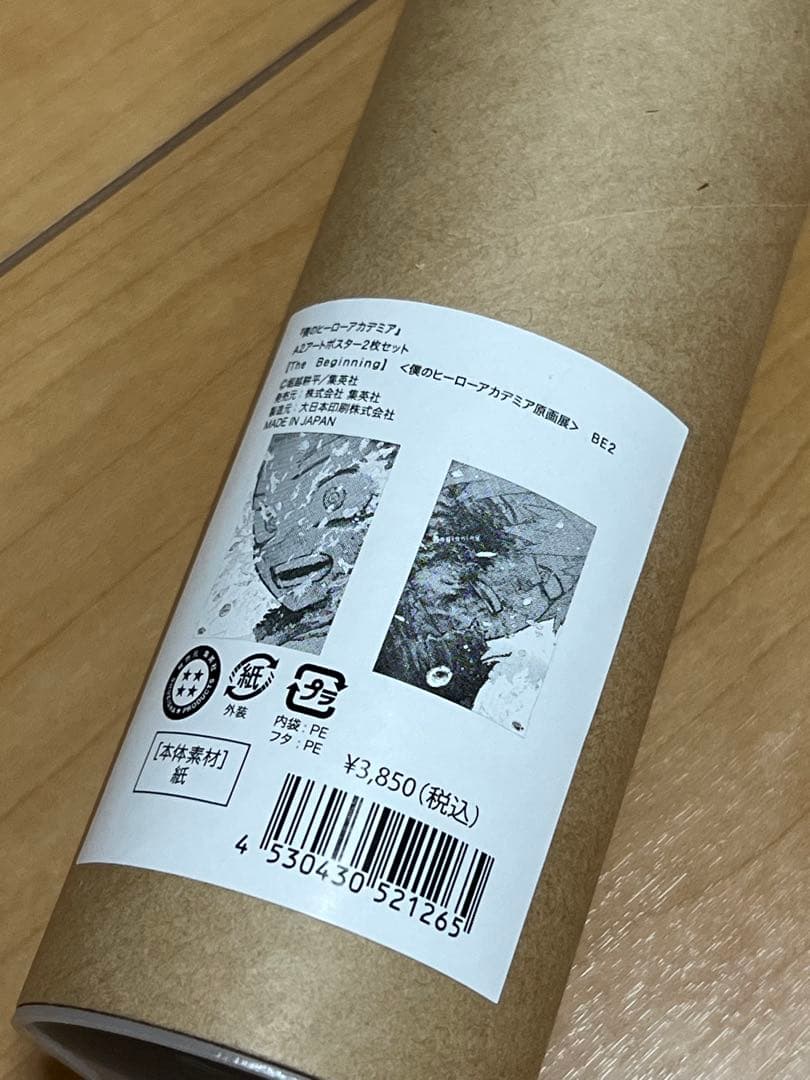 『僕のヒーローアカデミア』
A2アートポスター2枚セット
【The Beginning】 <僕のヒーローアカデミア原画展> BE2
©堀越耕平/集英社
発売元：株式会社 集英社
製造元：大日本印刷株式会社
MADE IN JAPAN
Beginning
紙
外装
プラ
内袋：PE
フタ：PE
[本体素材]
紙
¥3,850(税込)
4 530430 521265